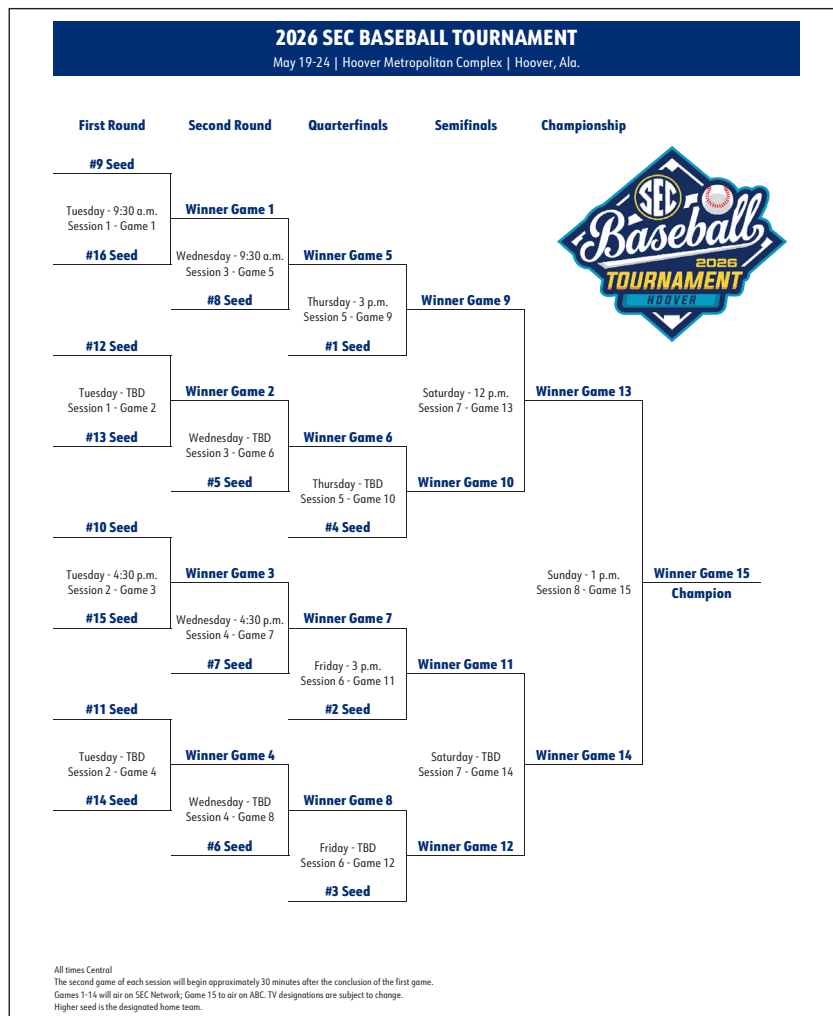 2026 SEC BASEBALL TOURNAMENT
May 19-24 | Hoover Metropolitan Complex | Hoover, Ala.
First Round
Second Round
Quarterfinals
Semifinals
Championship
SEC
Baseball
2026
TOURNAMENT
HOOVER
#9 Seed
Tuesday - 9:30 a.m.
Session 1 - Game 1
#16 Seed
Winner Game 1
Wednesday - 9:30 a.m.
Session 3 - Game 5
#8 Seed
Winner Game 5
Thursday - 3 p.m.
Session 5 - Game 9
#1 Seed
Winner Game 9
#12 Seed
Tuesday - TBD
Session 1 - Game 2
#13 Seed
Winner Game 2
Wednesday - TBD
Session 3 - Game 6
#5 Seed
Winner Game 6
Thursday - TBD
Session 5 - Game 10
#4 Seed
Winner Game 10
Saturday - 12 p.m.
Session 7 - Game 13
Winner Game 13
#10 Seed
Tuesday - 4:30 p.m.
Session 2 - Game 3
#15 Seed
Winner Game 3
Wednesday - 4:30 p.m.
Session 4 - Game 7
#7 Seed
Winner Game 7
Friday - 3 p.m.
Session 6 - Game 11
#2 Seed
Winner Game 11
#11 Seed
Tuesday - TBD
Session 2 - Game 4
#14 Seed
Winner Game 4
Wednesday - TBD
Session 4 - Game 8
#6 Seed
Winner Game 8
Friday - TBD
Session 6 - Game 12
#3 Seed
Winner Game 12
Saturday - TBD
Session 7 - Game 14
Winner Game 14
Sunday - 1 p.m.
Session 8 - Game 15
Winner Game 15
Champion
All times Central
The second game of each session will begin approximately 30 minutes after the conclusion of the first game.
Games 1-14 will air on SEC Network; Game 15 to air on ABC. TV designations are subject to change.
Higher seed is the designated home team.